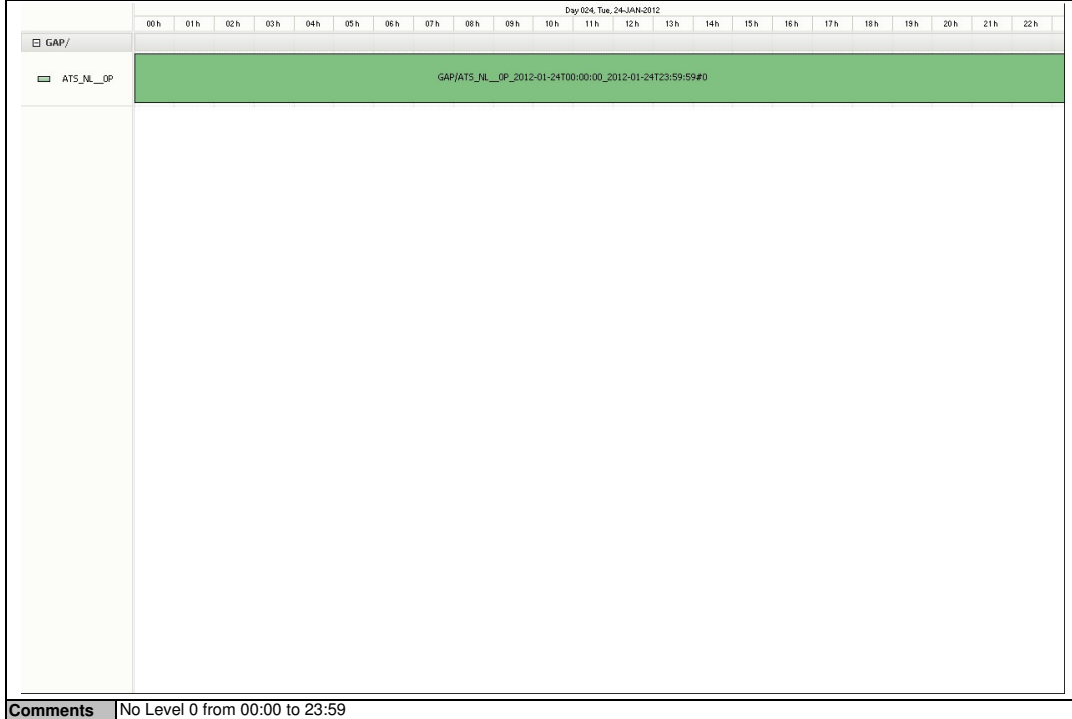 Day 024, Tue, 24-JAN-2012
00 h 01 h 02 h 03 h 04 h 05 h 06 h 07 h 08 h 09 h 10 h 11 h 12 h 13 h 14 h 15 h 16 h 17 h 18 h 19 h 20 h 21 h 22 h
GAP/
ATS_NL__0P
GAP/ATS_NL__0P_2012-01-24T00:00:00_2012-01-24T23:59:59#0
Comments No Level 0 from 00:00 to 23:59